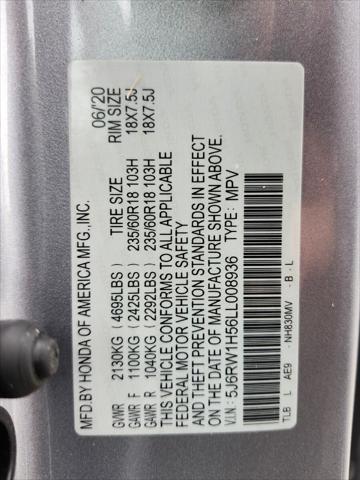 MFD.BY HONDA OF AMERICA MFG.,INC. 06/20
TIRE SIZE RIM SIZE
GVWR 2130KG (4695LBS)
GAWR F 1100KG (2425LBS) 235/60R18 103H 18X7.5J
GAWR R 1040KG (2292LBS) 235/60R18 103H 18X7.5J
THIS VEHICLE CONFORMS TO ALL APPLICABLE
FEDERAL MOTOR VEHICLE SAFETY
AND THEFT PREVENTION STANDARDS IN EFFECT
ON THE DATE OF MANUFACTURE SHOWN ABOVE.
V.I.N: 5J6RW1H56LL008936 TYPE: MPV
TLB L AE9 - NH830MV - B - L